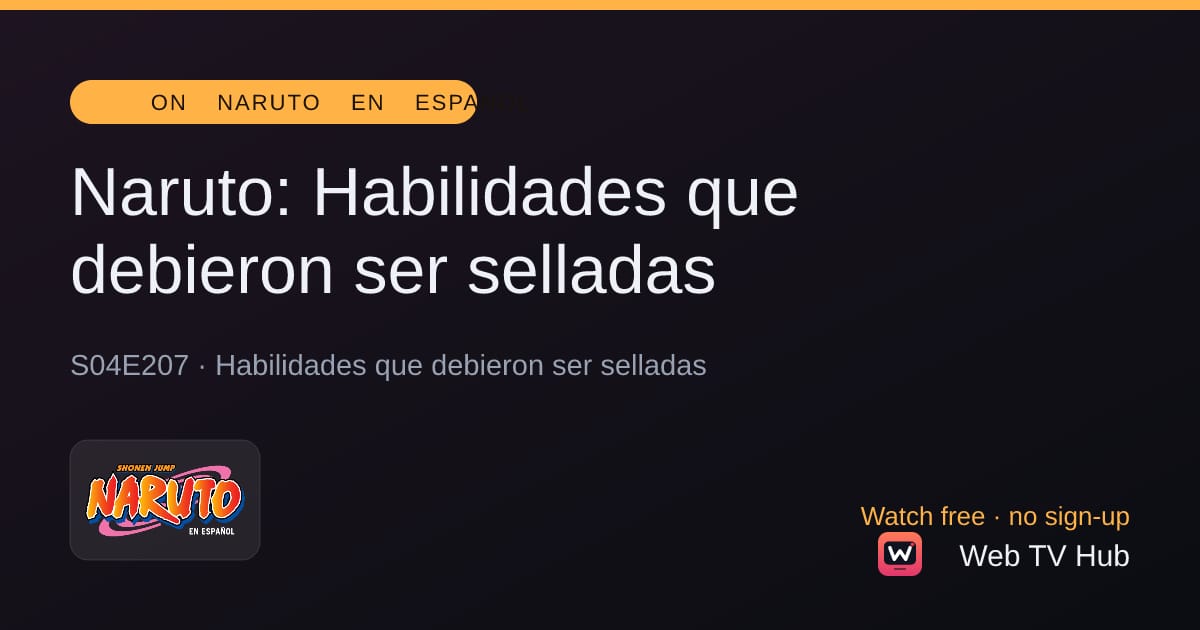 ON NARUTO EN ESPA
Naruto: Habilidades que
debieron ser selladas
S04E207 · Habilidades que debieron ser selladas
SHONEN JUMP
NARUTO
EN ESPAÑOL
Watch free · no sign-up
W
Web TV Hub